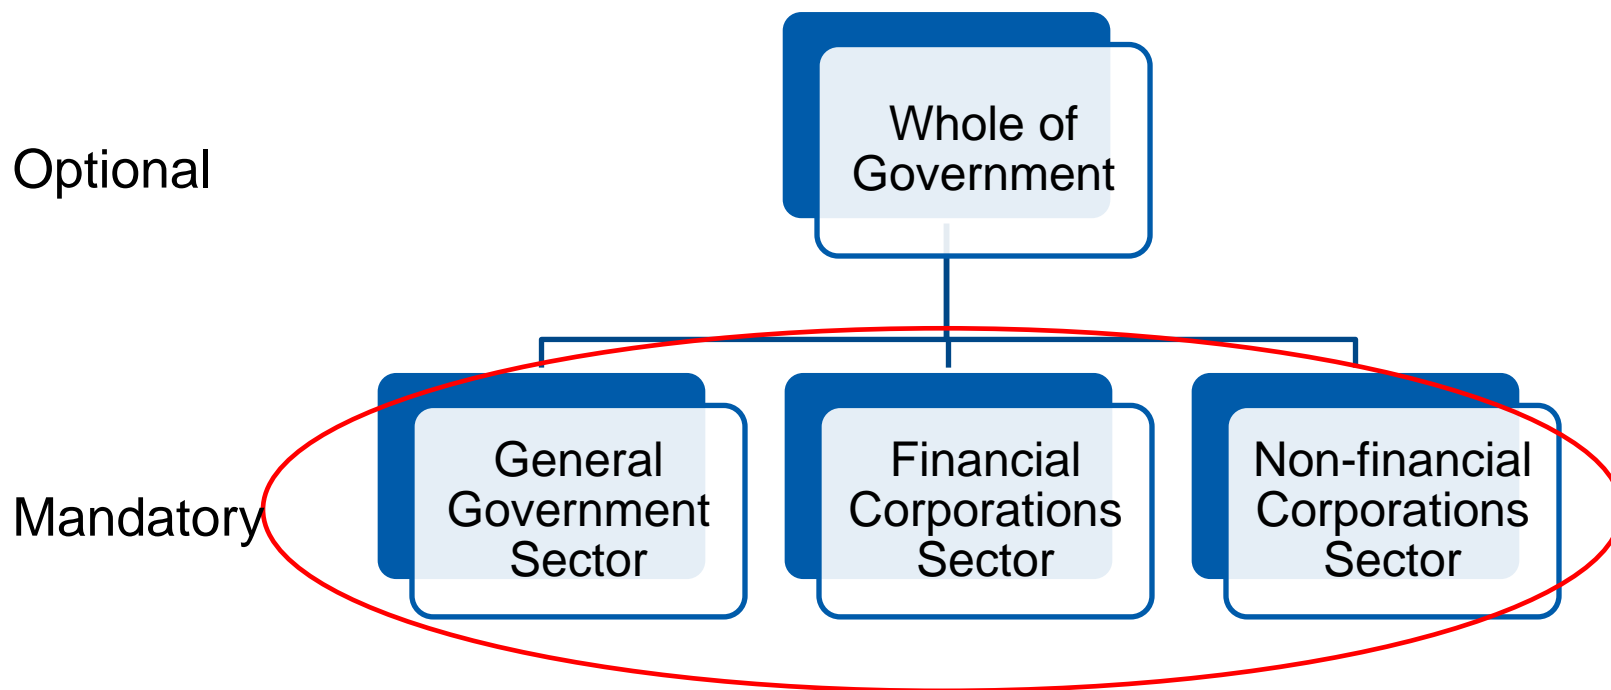 Optional
Whole of
Government
Mandatory
General
Government
Sector
Financial
Corporations
Sector
Non-financial
Corporations
Sector